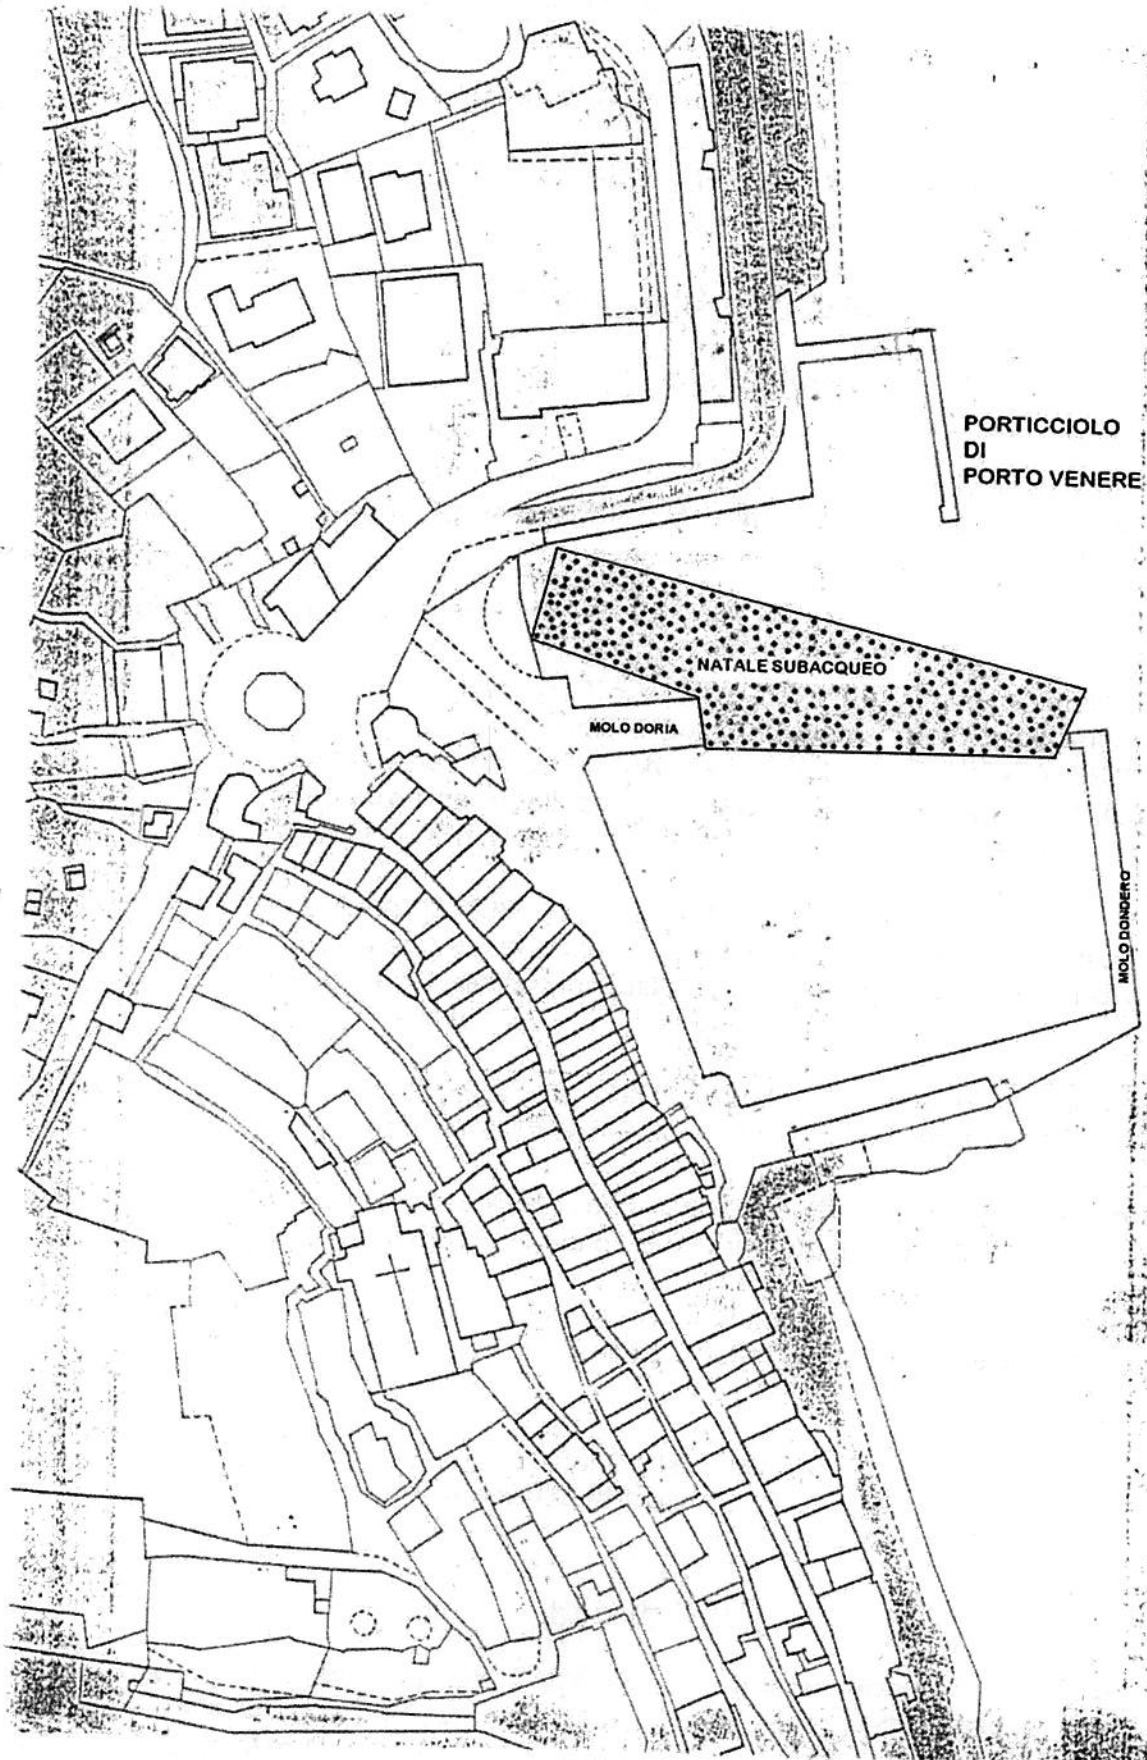 PORTICCIOLO
DI
PORTO VENERE
NATALE SUBACQUEO
MOLO DORIA
MOLO DONDERO